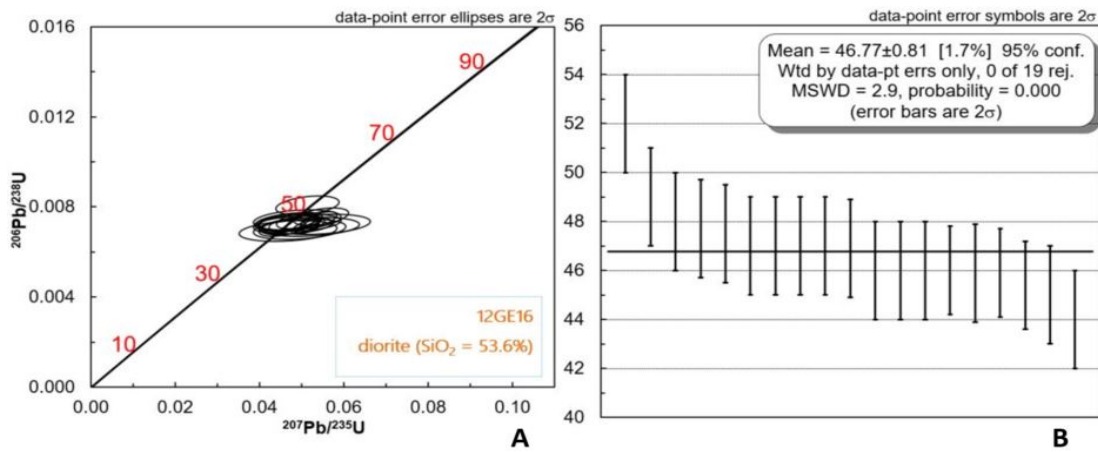 data-point error ellipses are 2σ
0.016
0.012
0.008
0.004
0.000
²⁰⁶Pb/²³⁸U
90
70
50
30
10
12GE16
diorite (SiO₂ = 53.6%)
0.00
0.02
0.04
0.06
0.08
0.10
²⁰⁷Pb/²³⁵U
A
data-point error symbols are 2σ
56
54
52
50
48
46
44
42
40
Mean = 46.77±0.81 [1.7%] 95% conf.
Wtd by data-pt errs only, 0 of 19 rej.
MSWD = 2.9, probability = 0.000
(error bars are 2σ)
B